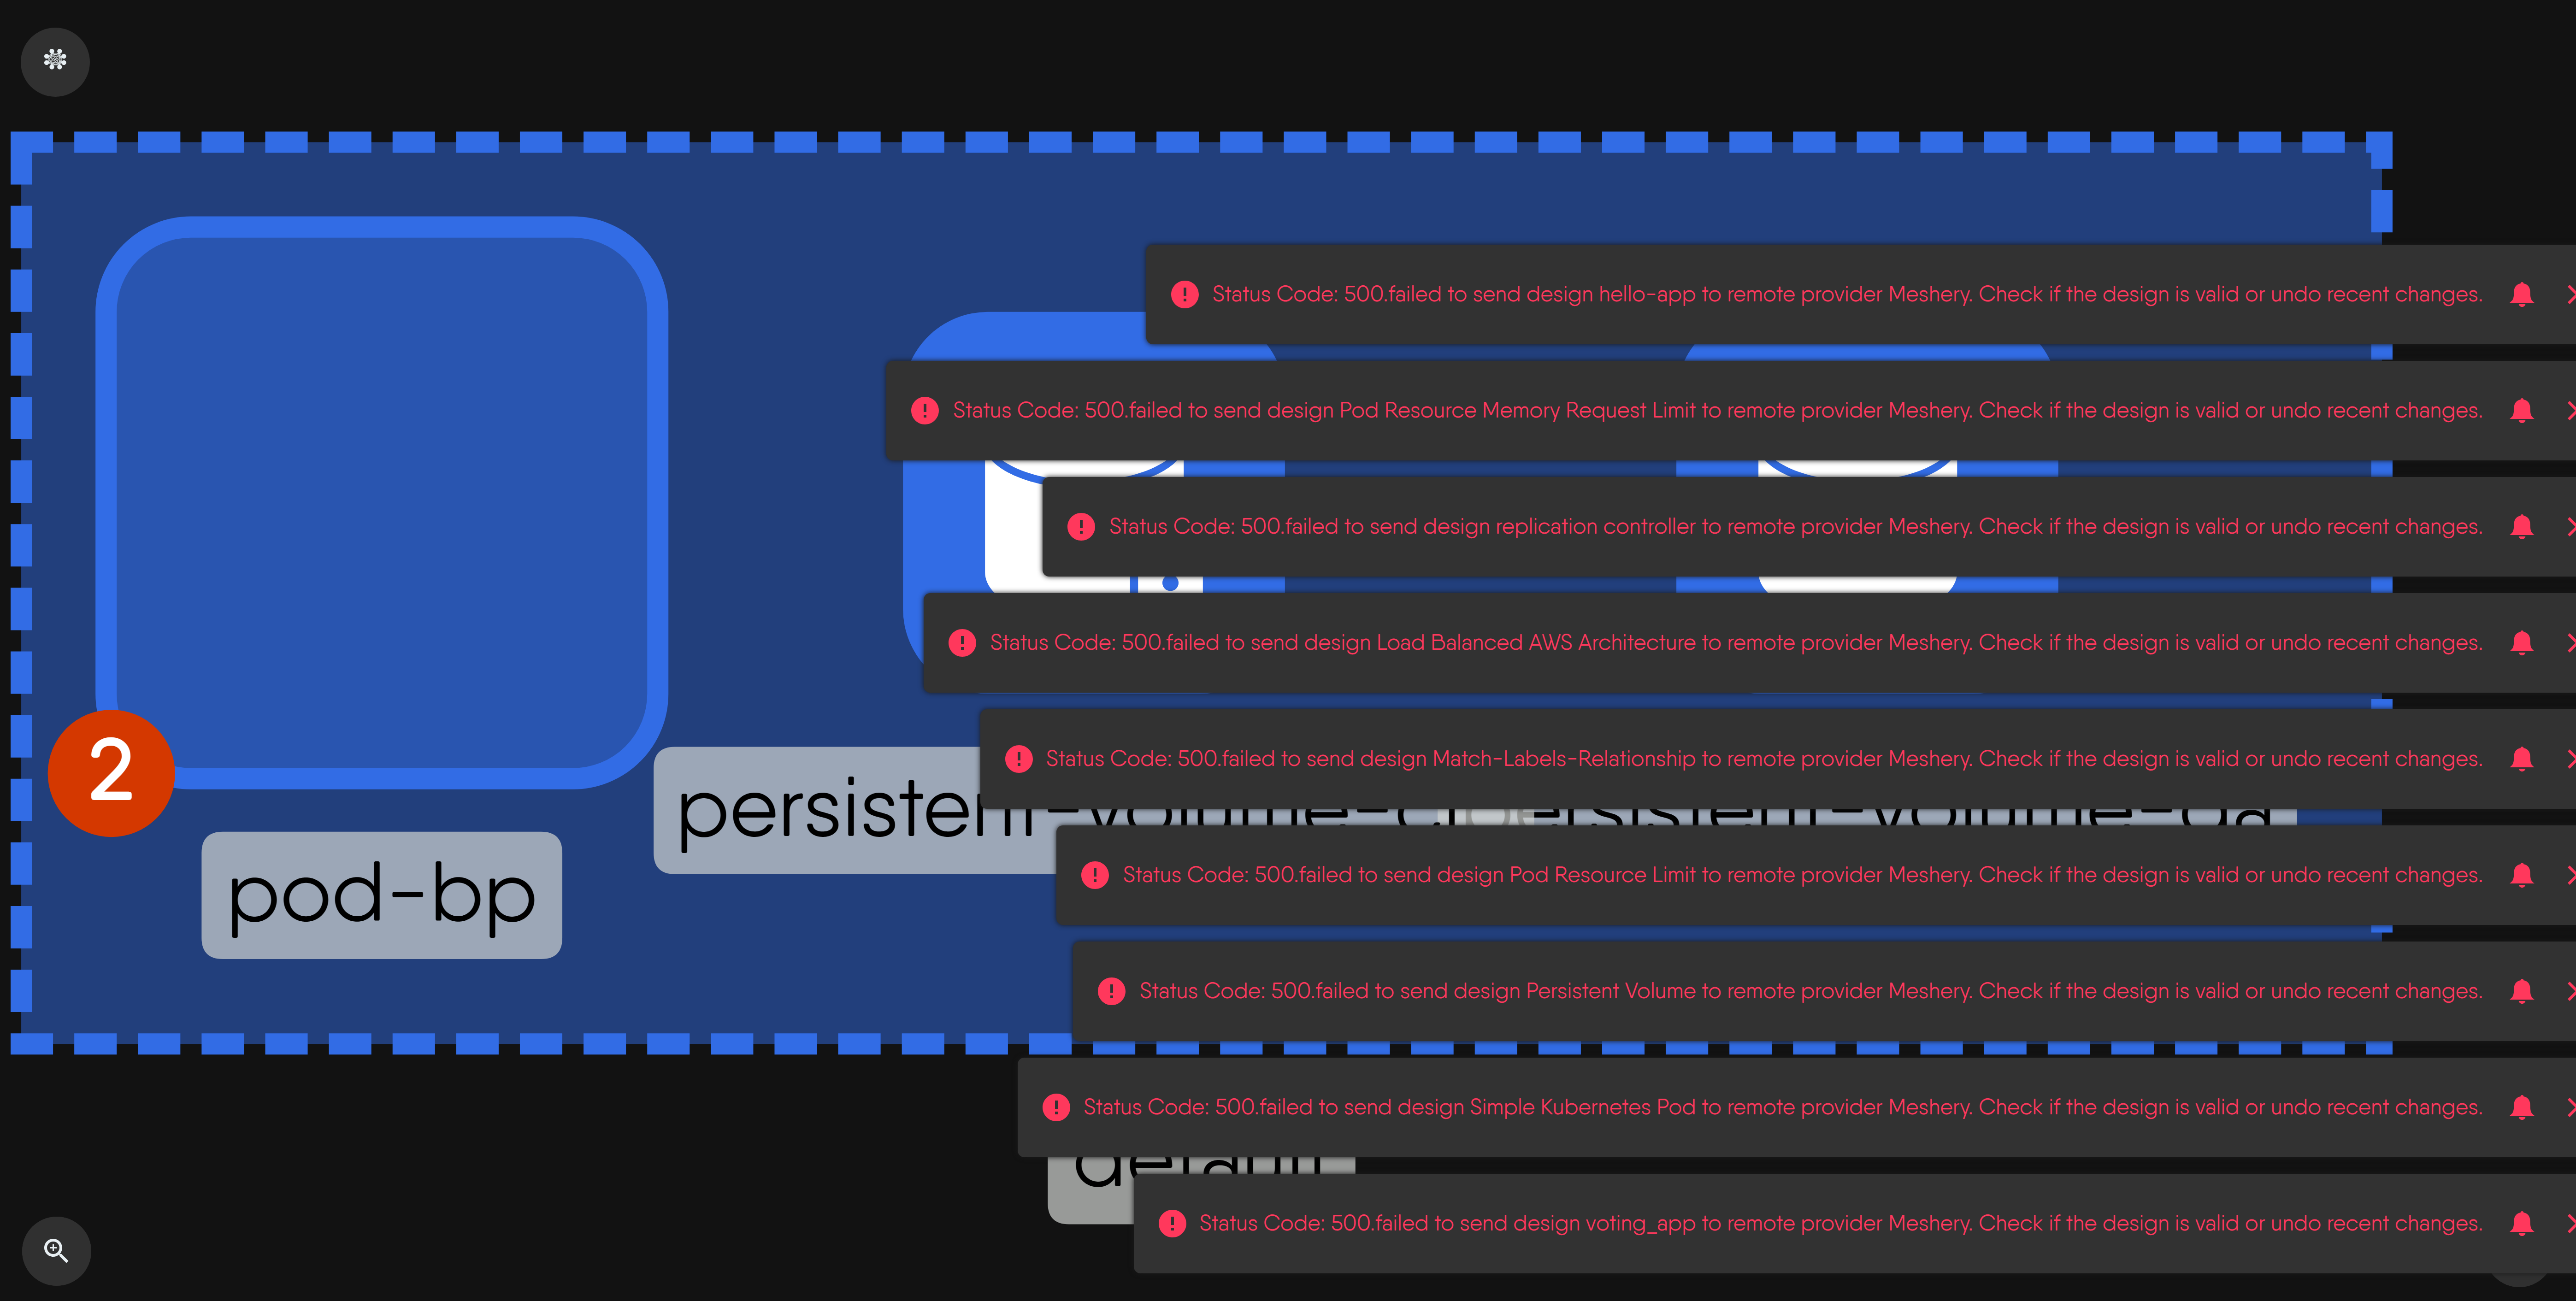 Status Code: 500.failed to send design hello-app to remote provider Meshery. Check if the design is valid or undo recent changes.
Status Code: 500.failed to send design Pod Resource Memory Request Limit to remote provider Meshery. Check if the design is valid or undo recent changes.
Status Code: 500.failed to send design replication controller to remote provider Meshery. Check if the design is valid or undo recent changes.
Status Code: 500.failed to send design Load Balanced AWS Architecture to remote provider Meshery. Check if the design is valid or undo recent changes.
Status Code: 500.failed to send design Match-Labels-Relationship to remote provider Meshery. Check if the design is valid or undo recent changes.
2
persistent-volume-
persistent-volume-
Status Code: 500.failed to send design Pod Resource Limit to remote provider Meshery. Check if the design is valid or undo recent changes.
pod-bp
Status Code: 500.failed to send design Persistent Volume to remote provider Meshery. Check if the design is valid or undo recent changes.
Status Code: 500.failed to send design Simple Kubernetes Pod to remote provider Meshery. Check if the design is valid or undo recent changes.
default
Status Code: 500.failed to send design voting_app to remote provider Meshery. Check if the design is valid or undo recent changes.